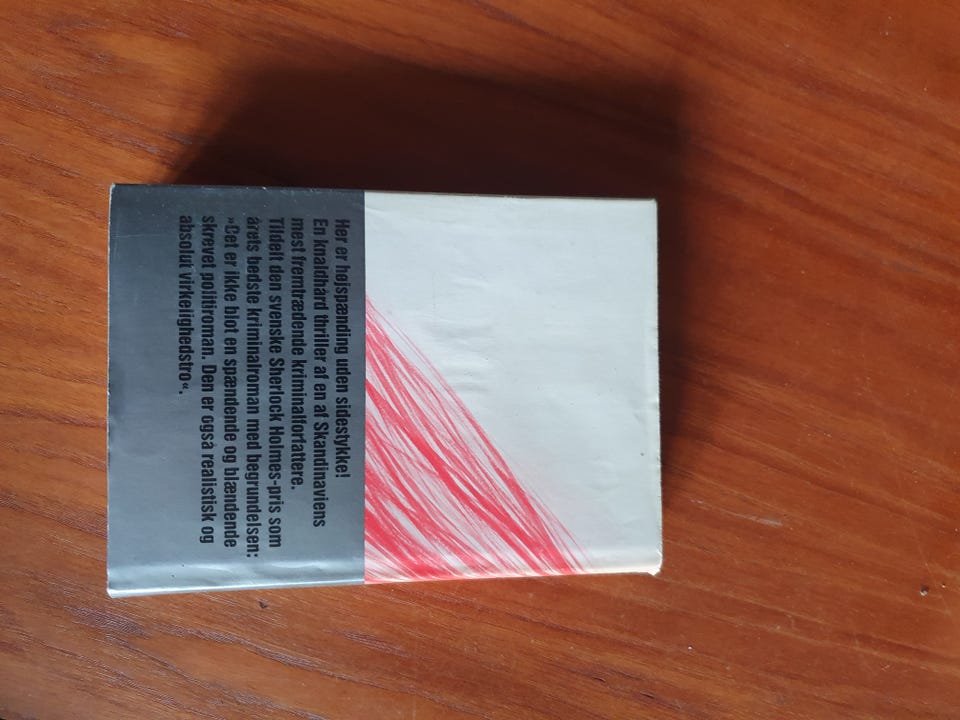 Her er højspænding uden sidestykke!
En knaldhård thriller af en af Skandinaviens
mest fremtrædende kriminalforfattere.
Tildelt den svenske Sherlock Holmes-pris som
årets bedste kriminalroman med begrundelsen:
»Det er ikke blot en spændende og blændende
skrevet politiroman. Den er også realistisk og
absolut virkelighedstro«.